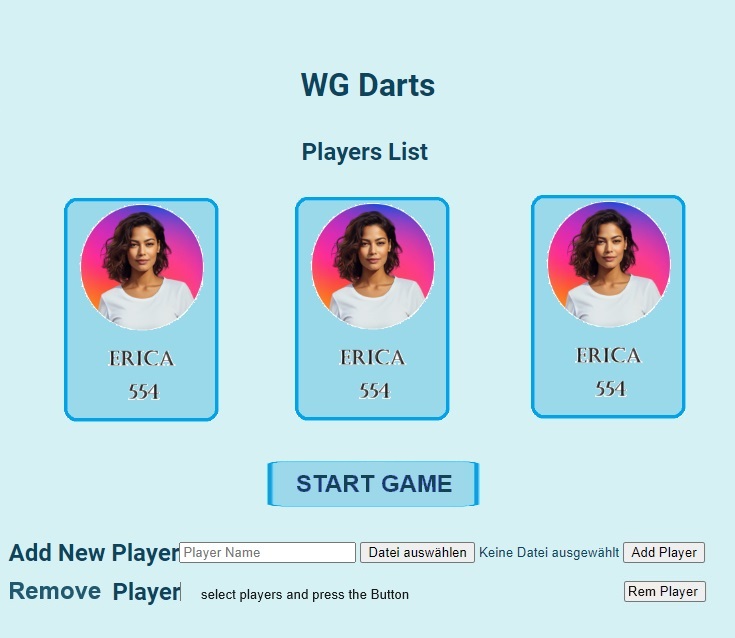 WG Darts
Players List
ERICA ERICA ERICA
554 554 554
START GAME
Add New Player Player Name Datei auswählen Keine Datei ausgewählt Add Player
Remove Player select players and press the Button Rem Player